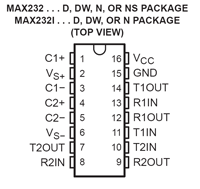 MAX232 . . . D, DW, N, OR NS PACKAGE
MAX232I . . . D, DW, OR N PACKAGE
(TOP VIEW)
C1+ 1 16 VCC
VS+ 2 15 GND
C1− 3 14 T1OUT
C2+ 4 13 R1IN
C2− 5 12 R1OUT
VS− 6 11 T1IN
T2OUT 7 10 T2IN
R2IN 8 9 R2OUT